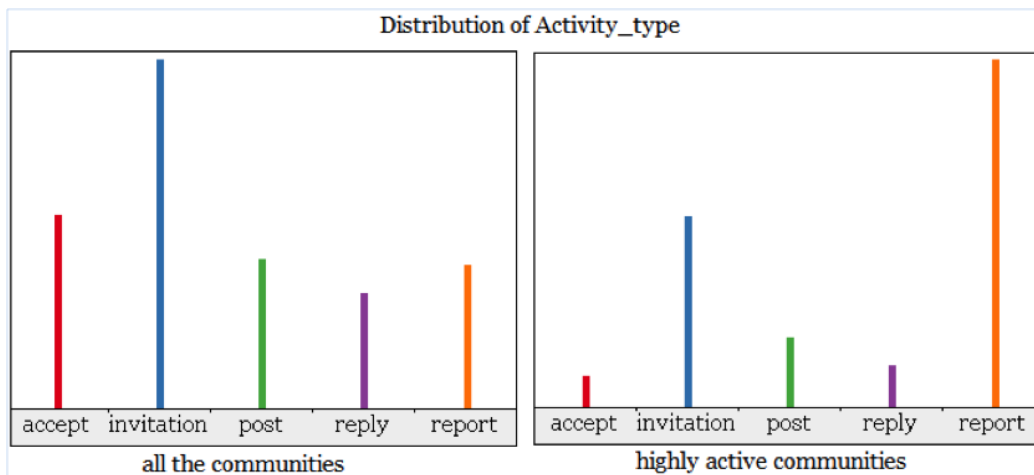 Distribution of Activity_type
accept invitation post reply report
all the communities
accept invitation post reply report
highly active communities